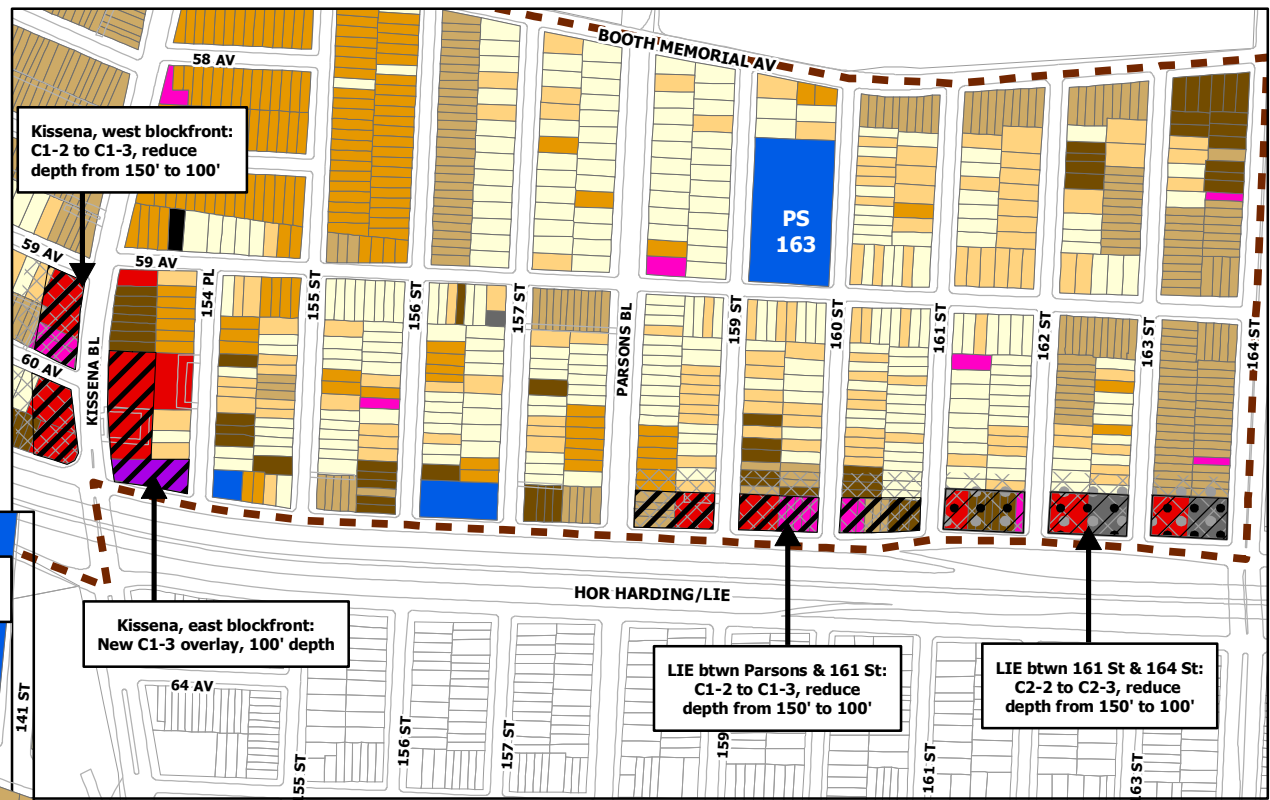 BOOTH MEMORIAL AV
58 AV
Kissena, west blockfront:
C1-2 to C1-3, reduce
depth from 150' to 100'
PS
163
59 AV
59 AV
154 PL
155 ST
156 ST
157 ST
PARSONS BL
159 ST
160 ST
161 ST
162 ST
163 ST
164 ST
60 AV
KISSENA BL
HOR HARDING/LIE
Kissena, east blockfront:
New C1-3 overlay, 100' depth
LIE btwn Parsons & 161 St:
C1-2 to C1-3, reduce
depth from 150' to 100'
LIE btwn 161 St & 164 St:
C2-2 to C2-3, reduce
depth from 150' to 100'
64 AV
141 ST
55 ST
156 ST
157 ST
159
161 ST
63 ST